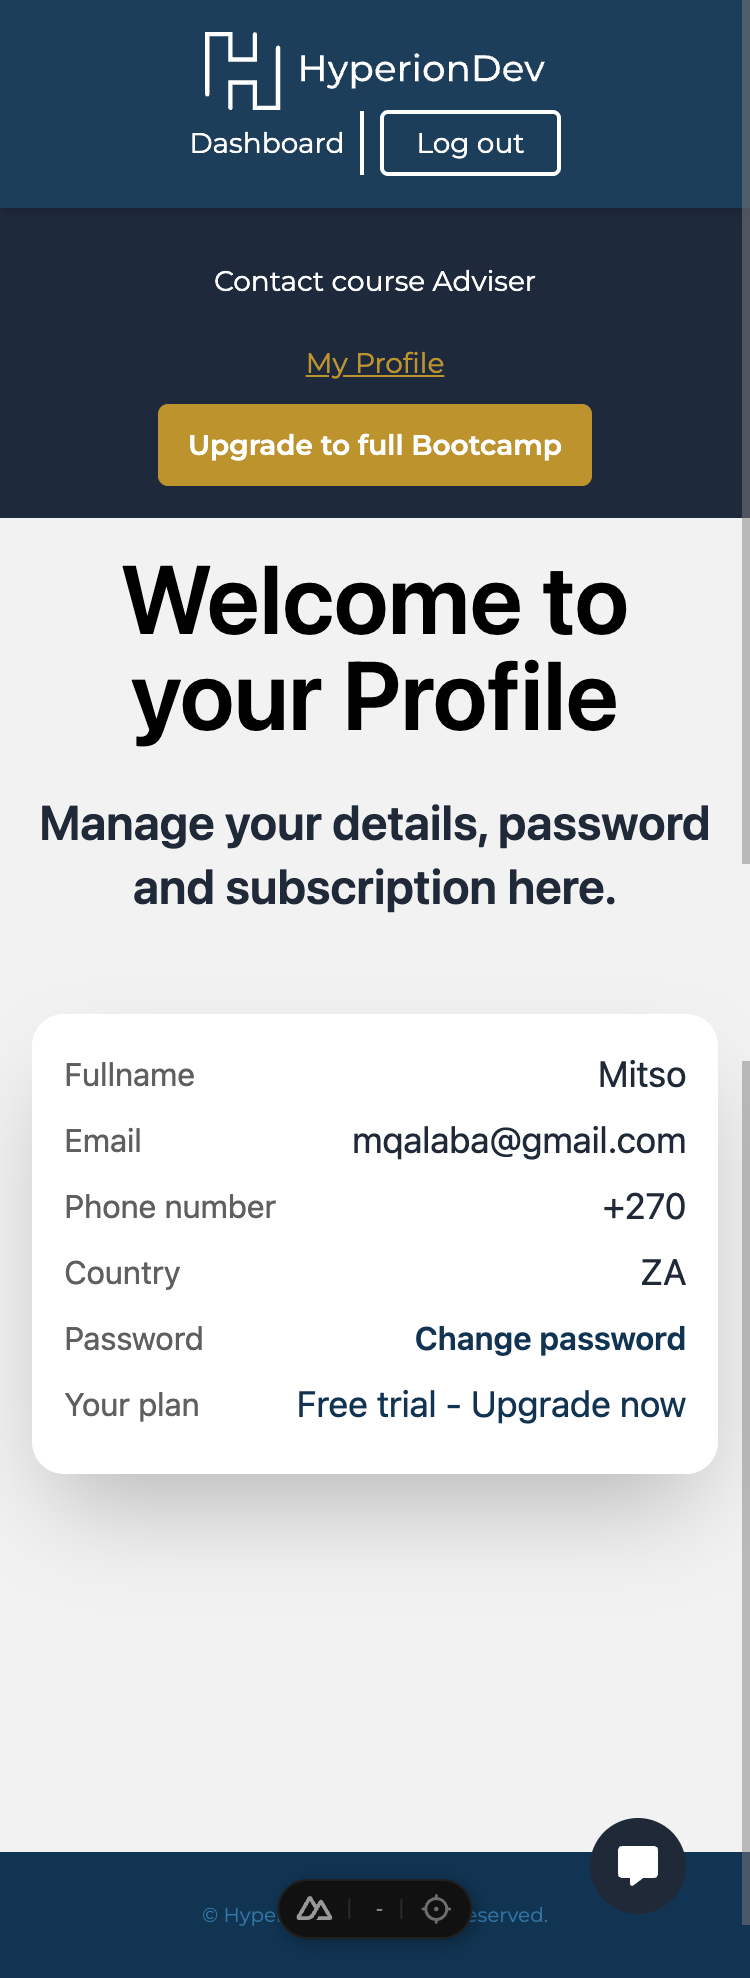 HyperionDev
Dashboard
Log out
Contact course Adviser
My Profile
Upgrade to full Bootcamp
Welcome to
your Profile
Manage your details, password
and subscription here.
Fullname Mitso
Email mqalaba@gmail.com
Phone number +270
Country ZA
Password Change password
Your plan Free trial - Upgrade now
© Hype
-
eserved.